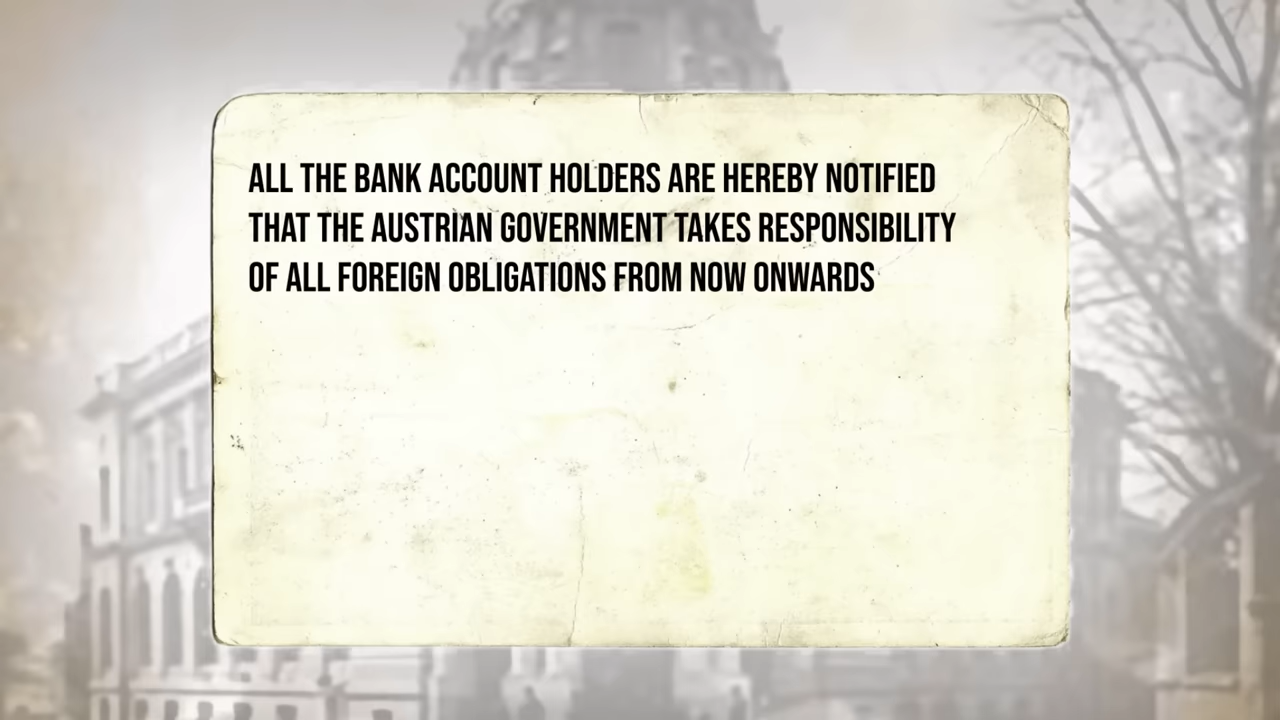 ALL THE BANK ACCOUNT HOLDERS ARE HEREBY NOTIFIED
THAT THE AUSTRIAN GOVERNMENT TAKES RESPONSIBILITY
OF ALL FOREIGN OBLIGATIONS FROM NOW ONWARDS